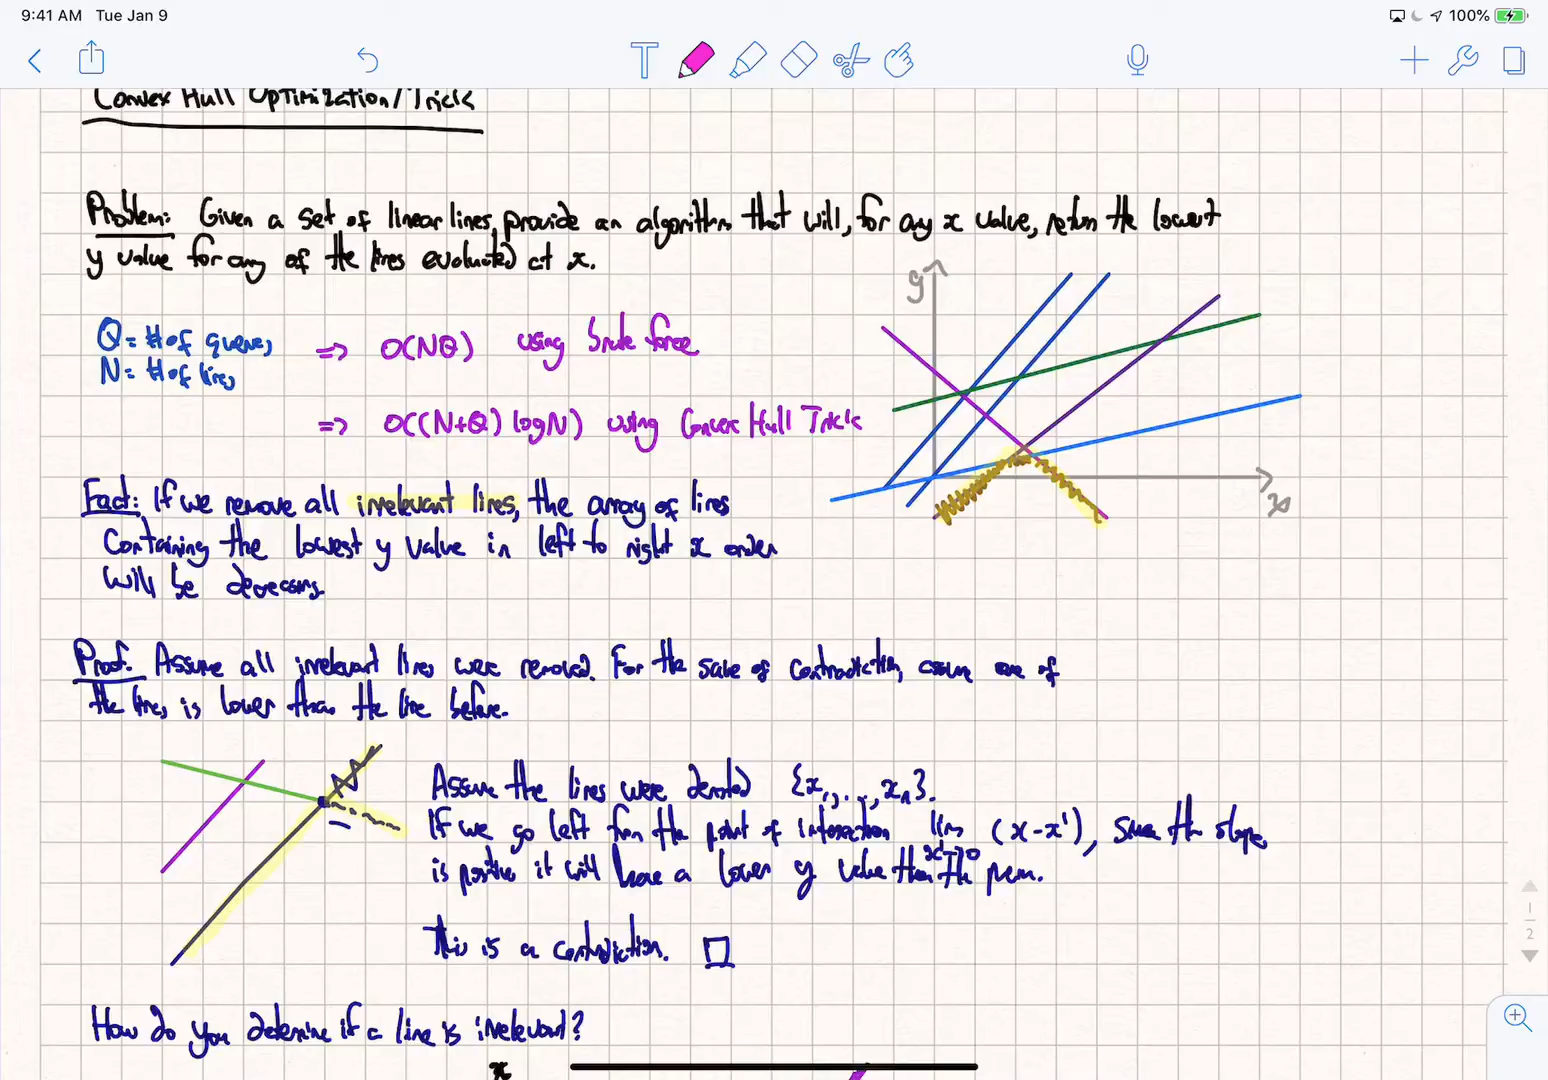 9:41 AM Tue Jan 9
100%
T
Convex Hull Optimization/Trick
Problem: Given a set of linear lines, provide an algorithm that will, for any x value, return the lowest
y value for any of the lines evaluated at x.
y
x
Q = # of queries
N = # of lines
=> O(NQ) using brute force
=> O((N+Q) log N) using Convex Hull Trick
Fact: If we remove all irrelevant lines, the array of lines
Containing the lowest y value in left to right x order
will be decreasing.
Proof. Assume all irrelevant lines were removed. For the sake of contradiction, assume one of
the lines is lower than the line before.
Assume the lines were denoted {x₁, ..., xₙ}.
If we go left from the point of intersection lim (x-x'), since the slope
x'→0
is positive it will have a lower y value than the prev.
This is a contradiction. □
How do you determine if a line is irrelevant?
x
1
2